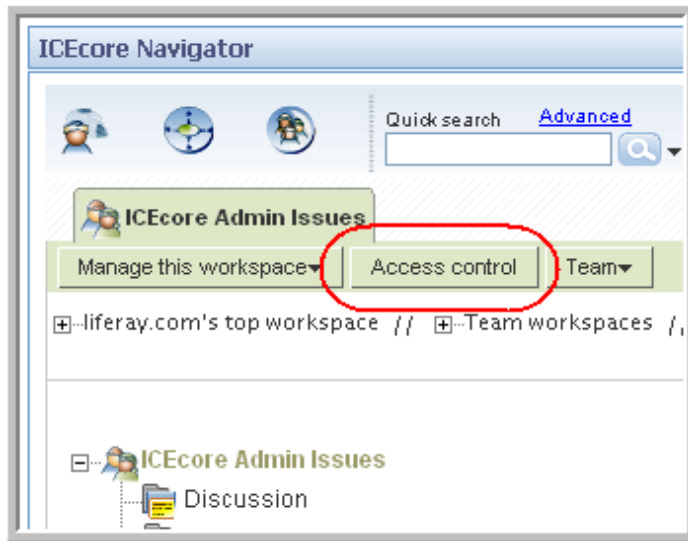 ICEcore Navigator
Quick search Advanced
ICEcore Admin Issues
Manage this workspace Access control Team
liferay.com's top workspace // Team workspaces /
ICEcore Admin Issues
Discussion